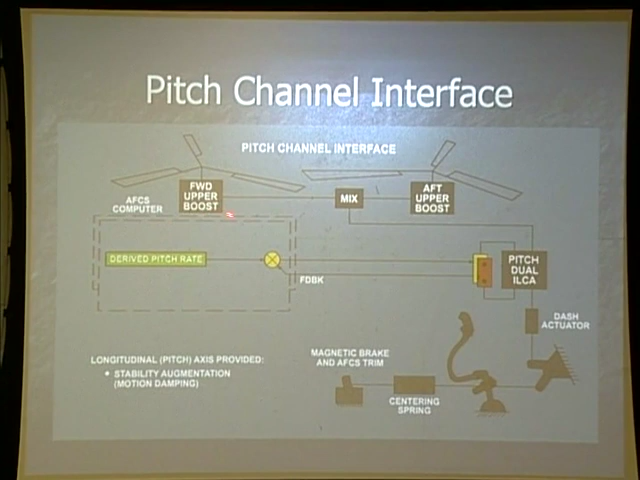 Pitch Channel Interface
PITCH CHANNEL INTERFACE
AFCS
COMPUTER
FWD
UPPER
BOOST
MIX
AFT
UPPER
BOOST
DERIVED PITCH RATE
FDBK
PITCH
DUAL
ILCA
DASH
ACTUATOR
LONGITUDINAL (PITCH) AXIS PROVIDED:
• STABILITY AUGMENTATION
(MOTION DAMPING)
MAGNETIC BRAKE
AND AFCS TRIM
CENTERING
SPRING